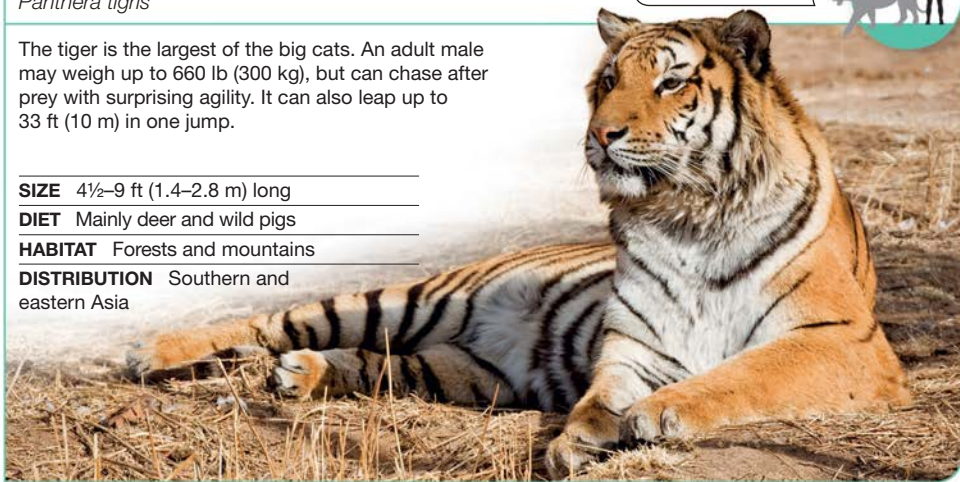 Panthera tigris
The tiger is the largest of the big cats. An adult male
may weigh up to 660 lb (300 kg), but can chase after
prey with surprising agility. It can also leap up to
33 ft (10 m) in one jump.
SIZE 4½–9 ft (1.4–2.8 m) long
DIET Mainly deer and wild pigs
HABITAT Forests and mountains
DISTRIBUTION Southern and
eastern Asia